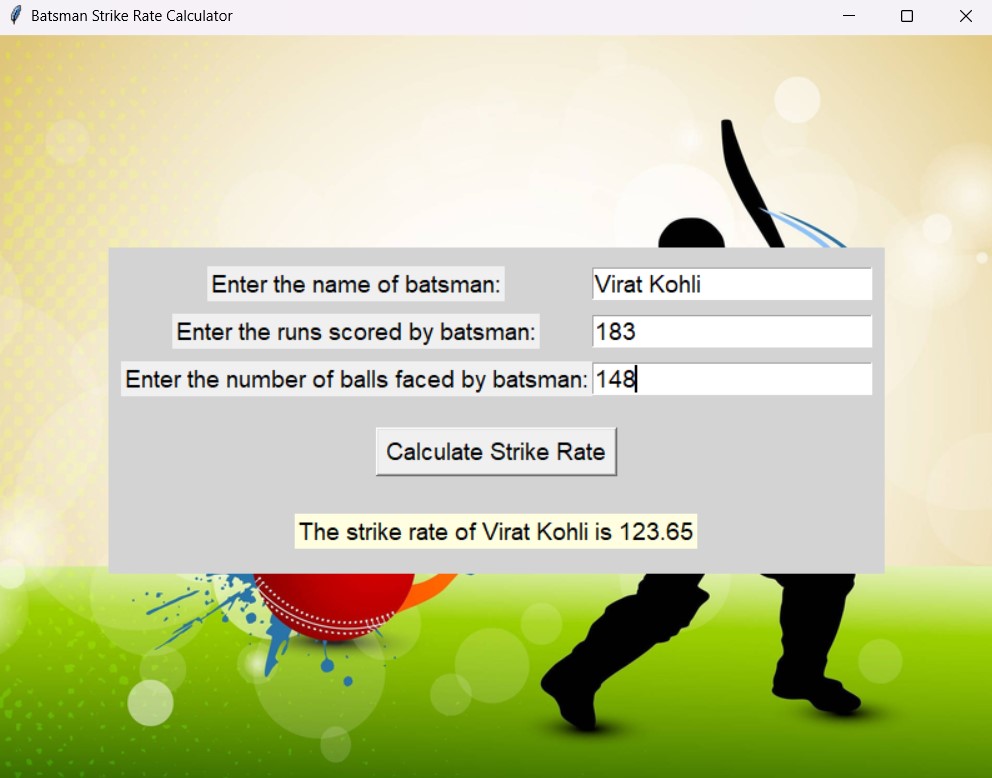 Batsman Strike Rate Calculator
Enter the name of batsman: Virat Kohli
Enter the runs scored by batsman: 183
Enter the number of balls faced by batsman: 148
Calculate Strike Rate
The strike rate of Virat Kohli is 123.65